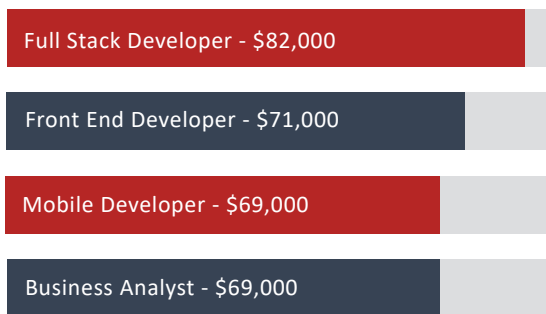 Full Stack Developer - $82,000
Front End Developer - $71,000
Mobile Developer - $69,000
Business Analyst - $69,000